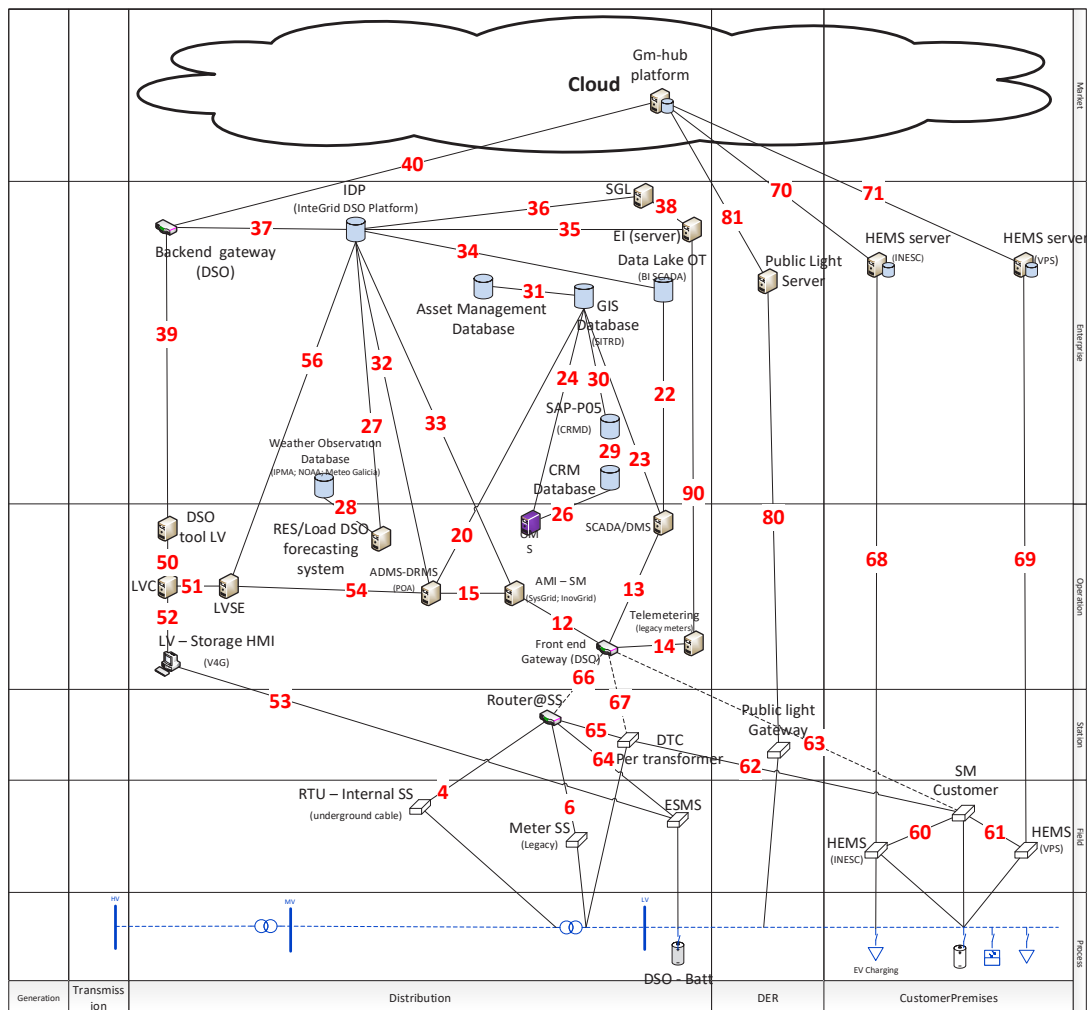 Gm-hub
platform
Cloud
Market
40
70
71
IDP
(InteGrid DSO Platform)
SGL
36
38
81
37
35
EI (server)
Backend gateway
(DSO)
34
Data Lake OT
(BI SCADA)
Public Light
Server
HEMS server
(INESC)
HEMS server
(VPS)
31
Asset Management
Database
GIS
Database
(SITRD)
Enterprise
39
56
32
24
30
22
27
33
SAP-P05
(CRMD)
Weather Observation
Database
(IPMA; NOAA; Meteo Galicia)
29
23
CRM
Database
90
28
26
80
DSO
tool LV
RES/Load DSO
forecasting
system
20
OM
S
SCADA/DMS
68
69
50
LVC
51
LVSE
54
ADMS-DRMS
(POA)
15
AMI – SM
(SysGrid; InovGrid)
13
Operation
52
12
Telemetering
(legacy meters)
LV – Storage HMI
(V4G)
Front end
Gateway (DSO)
14
66
53
Router@SS
67
Public light
Gateway
63
65
DTC
Per transformer
64
62
Station
SM
Customer
RTU – Internal SS
(underground cable)
4
6
ESMS
Meter SS
(Legacy)
60
61
HEMS
(INESC)
HEMS
(VPS)
Field
HV
MV
LV
EV Charging
DSO - Batt
Process
Generation
Transmiss
ion
Distribution
DER
CustomerPremises